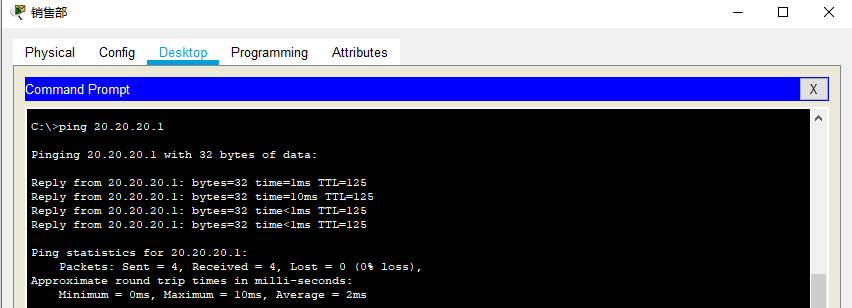 销售部
Physical Config Desktop Programming Attributes
Command Prompt X
C:\>ping 20.20.20.1
Pinging 20.20.20.1 with 32 bytes of data:
Reply from 20.20.20.1: bytes=32 time=1ms TTL=125
Reply from 20.20.20.1: bytes=32 time=10ms TTL=125
Reply from 20.20.20.1: bytes=32 time<1ms TTL=125
Reply from 20.20.20.1: bytes=32 time<1ms TTL=125
Ping statistics for 20.20.20.1:
    Packets: Sent = 4, Received = 4, Lost = 0 (0% loss),
Approximate round trip times in milli-seconds:
    Minimum = 0ms, Maximum = 10ms, Average = 2ms